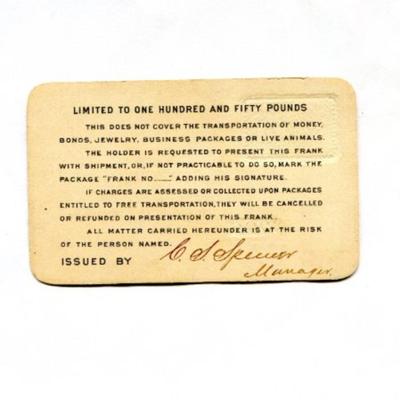 LIMITED TO ONE HUNDRED AND FIFTY POUNDS
THIS DOES NOT COVER THE TRANSPORTATION OF MONEY,
BONDS, JEWELRY, BUSINESS PACKAGES OR LIVE ANIMALS.
THE HOLDER IS REQUESTED TO PRESENT THIS FRANK
WITH SHIPMENT, OR, IF NOT PRACTICABLE TO DO SO, MARK THE
PACKAGE "FRANK NO.____" ADDING HIS SIGNATURE.
IF CHARGES ARE ASSESSED OR COLLECTED UPON PACKAGES
ENTITLED TO FREE TRANSPORTATION, THEY WILL BE CANCELLED
OR REFUNDED ON PRESENTATION OF THIS FRANK.
ALL MATTER CARRIED HEREUNDER IS AT THE RISK
OF THE PERSON NAMED.
ISSUED BY C. S. Spencer
Manager.